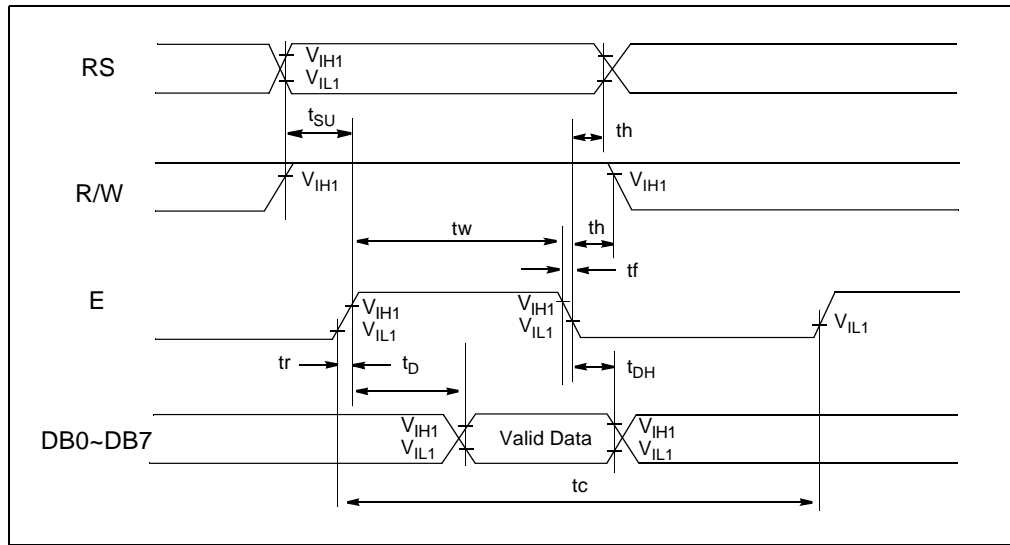 RS
V_IH1
V_IL1
t_SU
th
R/W
V_IH1
V_IH1
tw
th
tf
E
V_IH1
V_IL1
V_IH1
V_IL1
V_IL1
tr
t_D
t_DH
DB0~DB7
V_IH1
V_IL1
Valid Data
V_IH1
V_IL1
tc